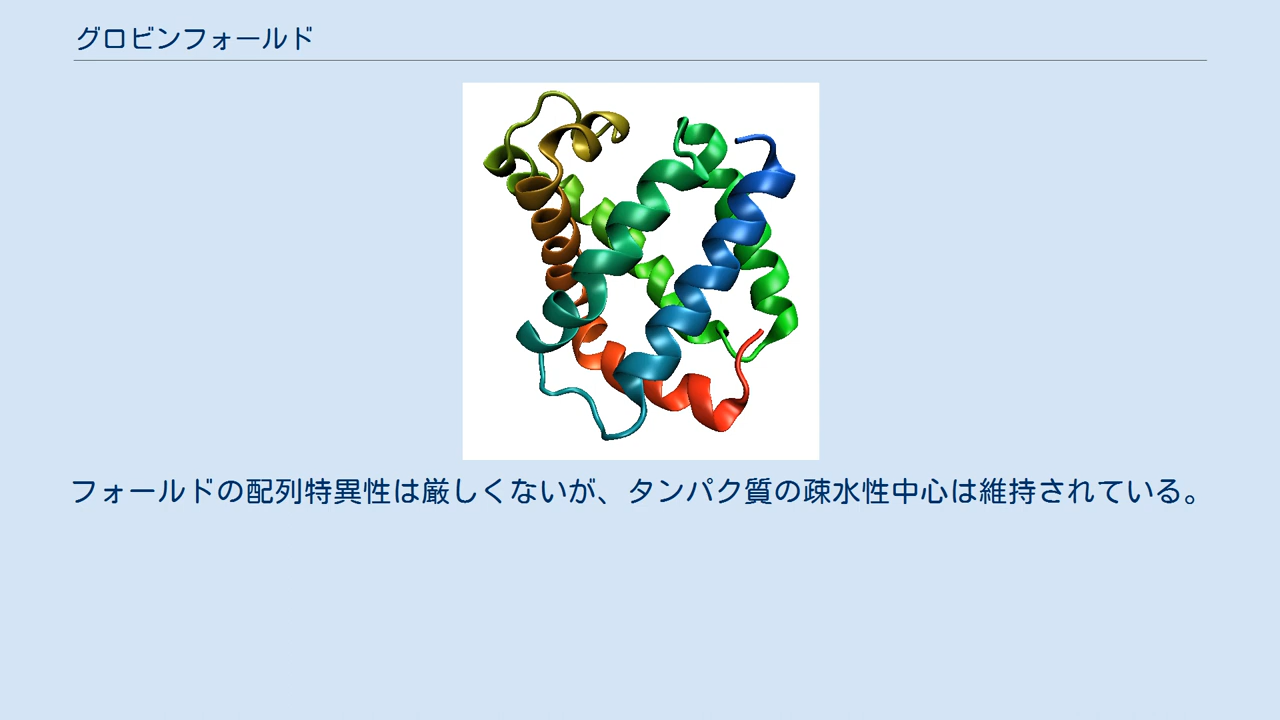 グロビンフォールド
フォールドの配列特異性は厳しくないが、タンパク質の疎水性中心は維持されている。